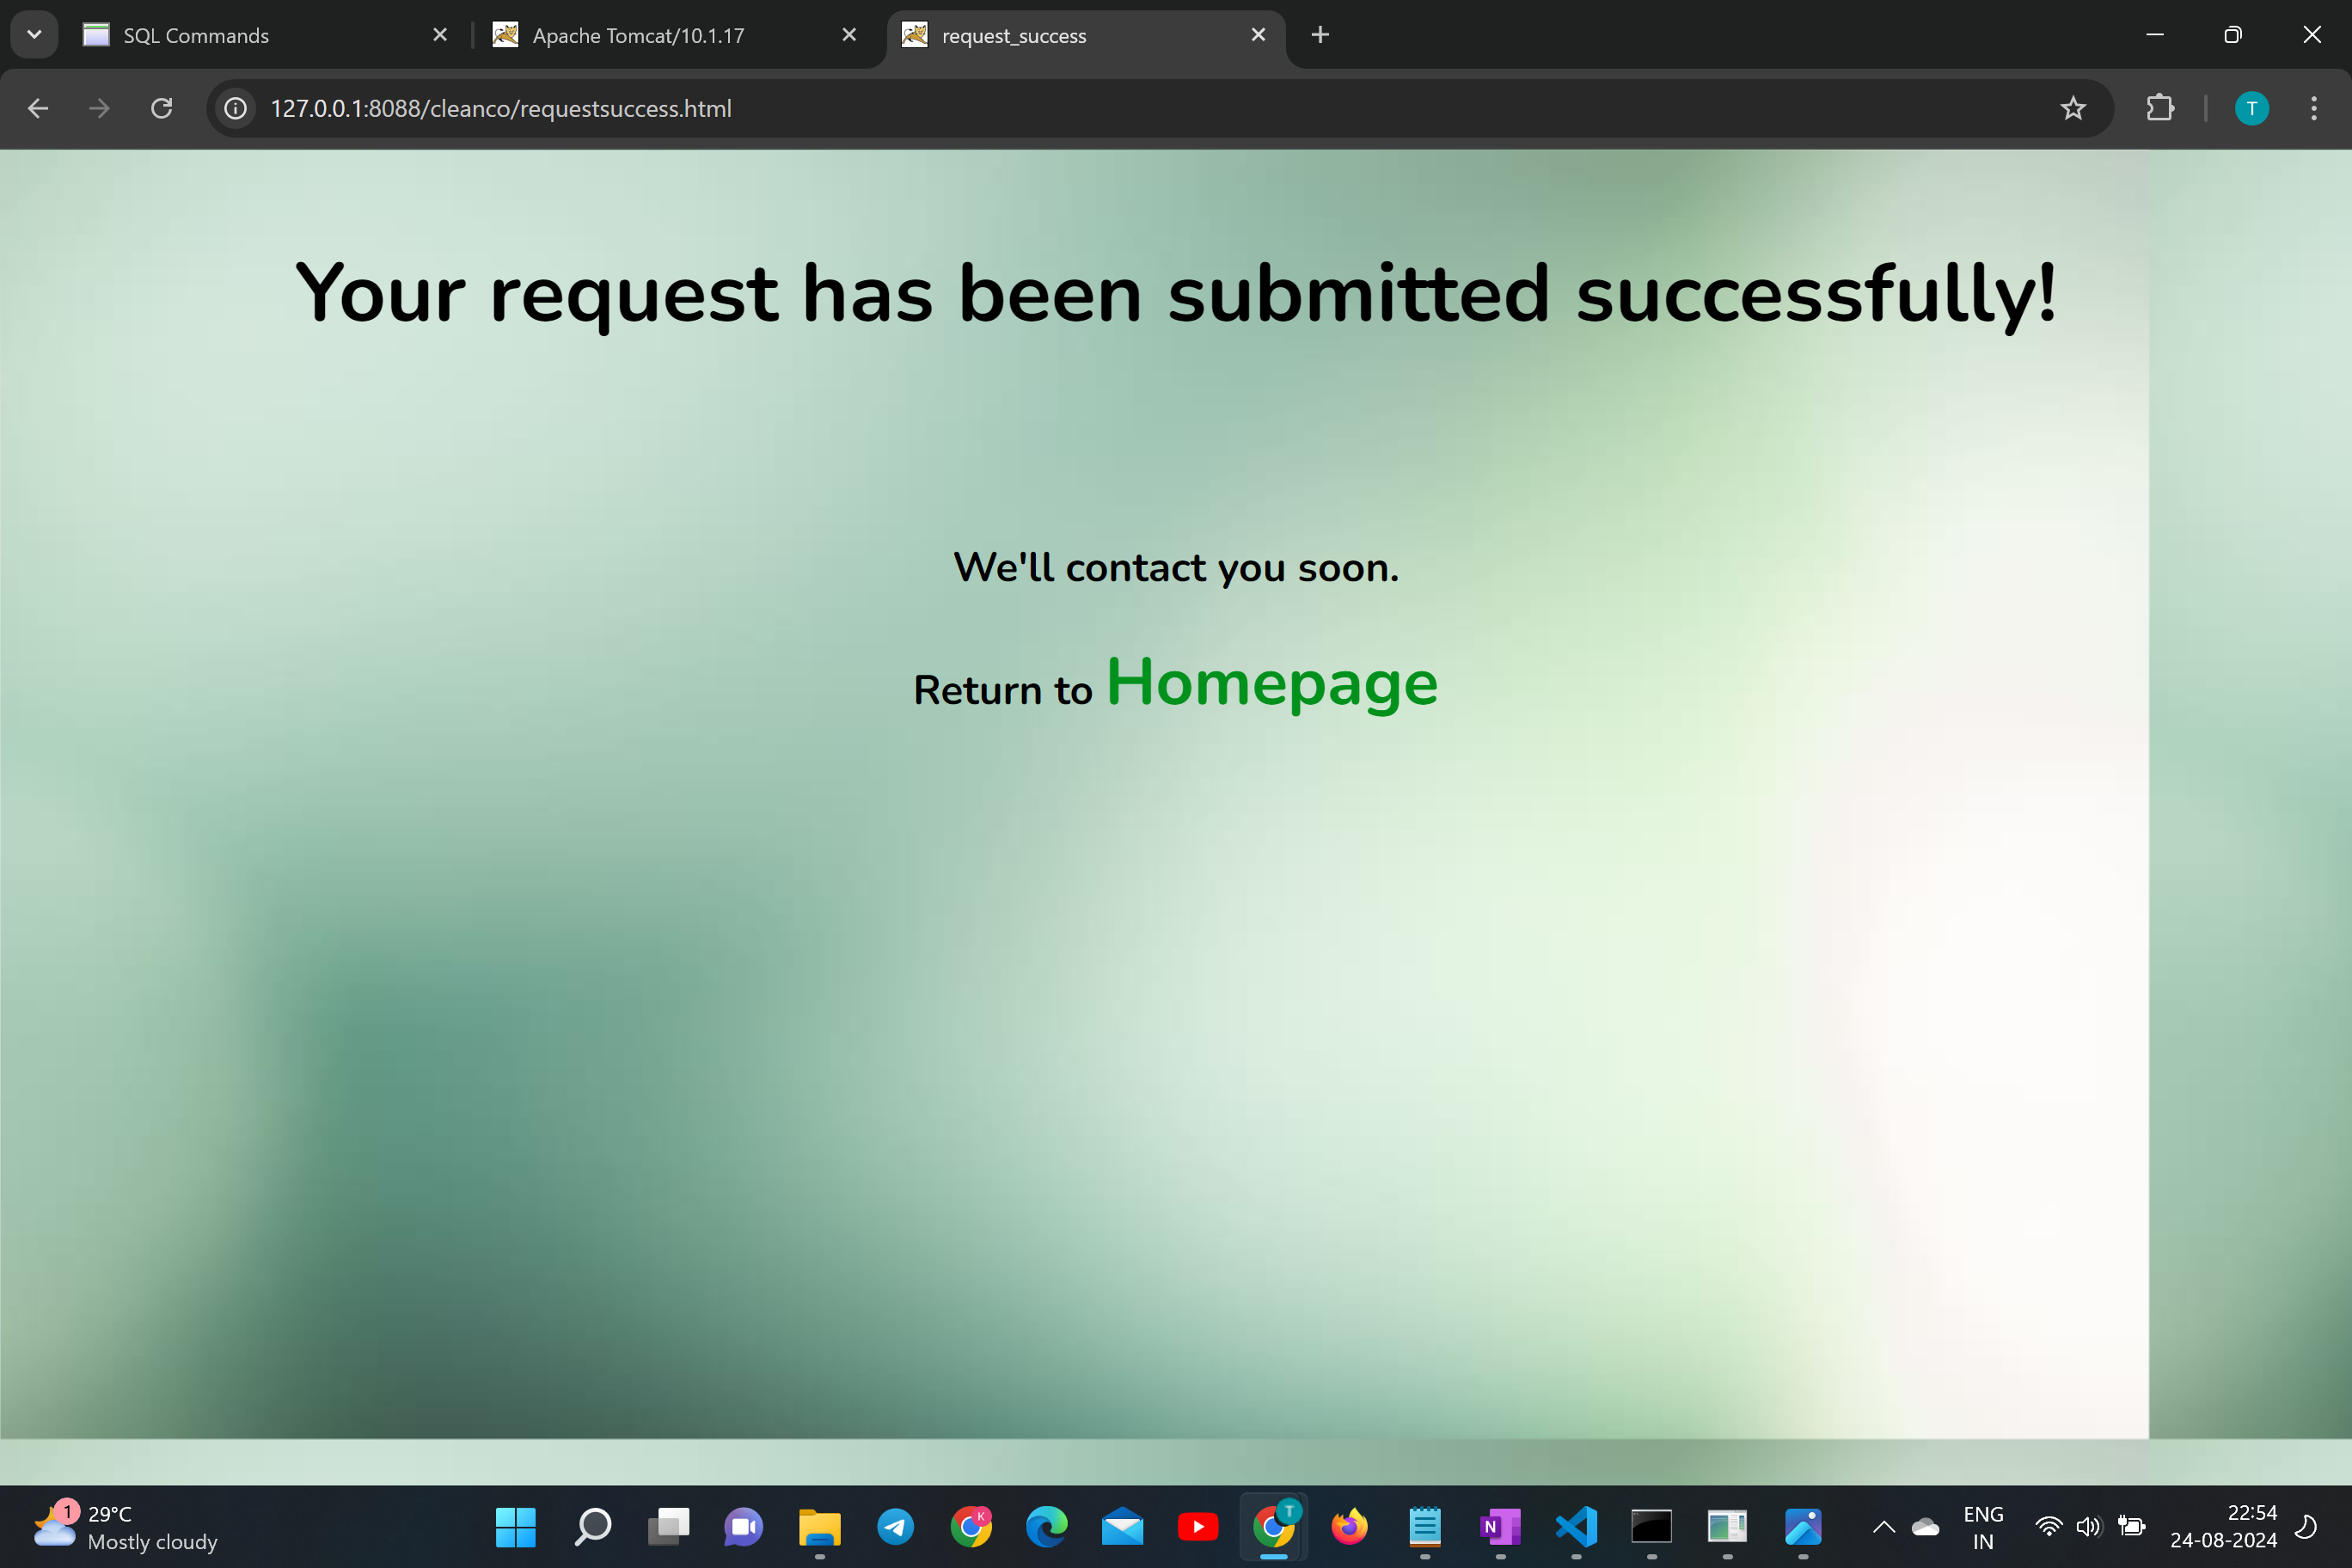 SQL Commands
Apache Tomcat/10.1.17
request_success
127.0.0.1:8088/cleanco/requestsuccess.html
T
Your request has been submitted successfully!
We'll contact you soon.
Return to Homepage
1
29°C
Mostly cloudy
K
T
N
ENG
IN
22:54
24-08-2024